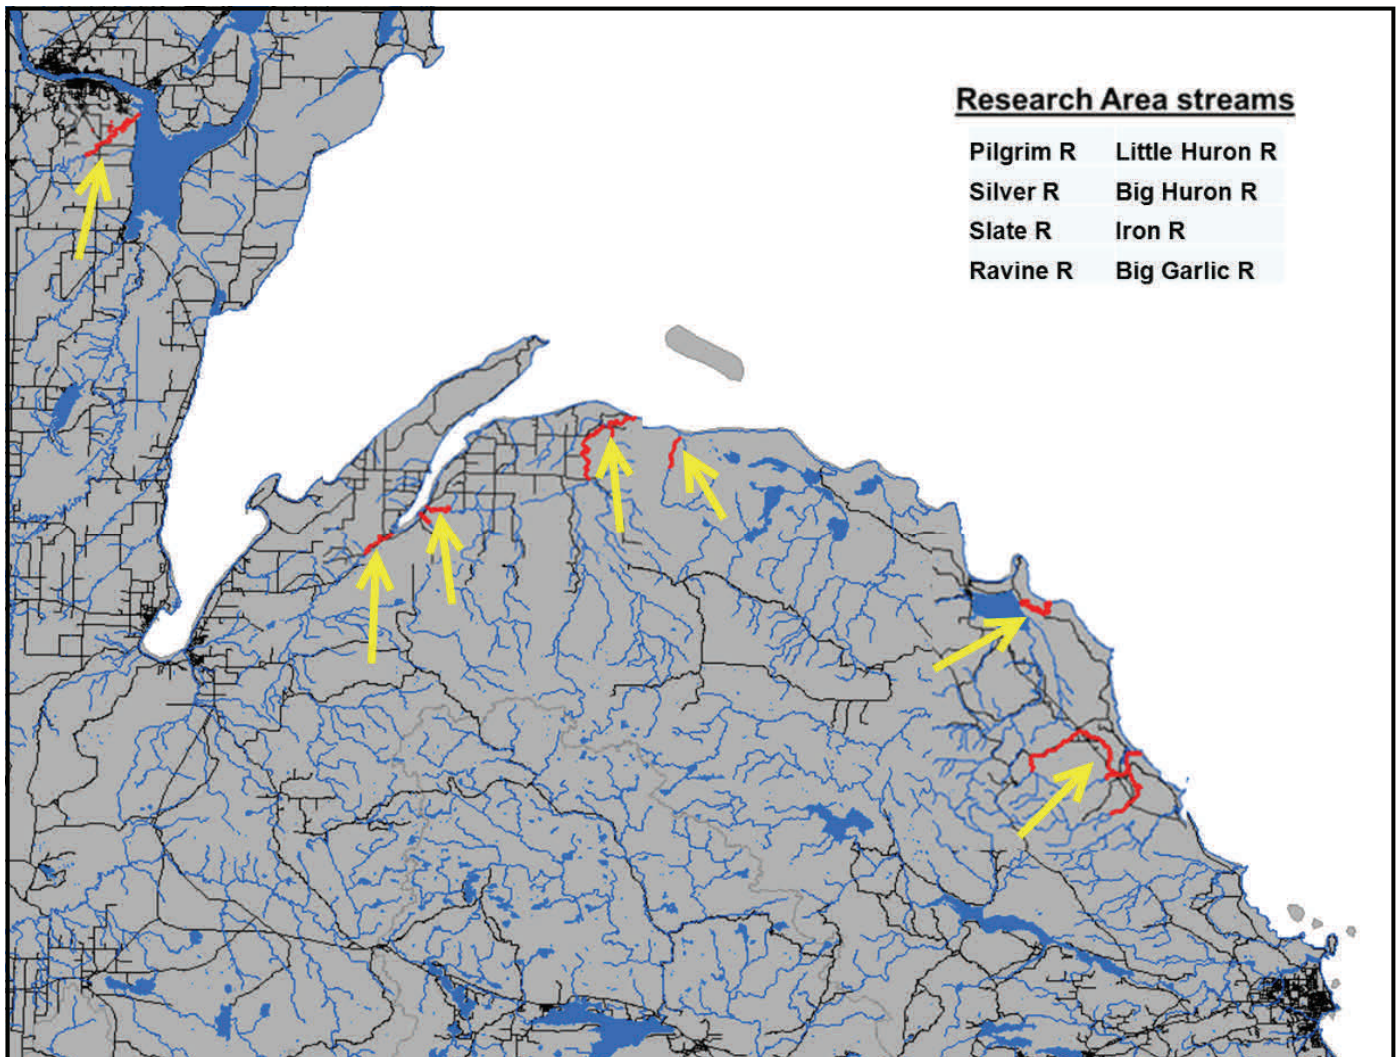 Research Area streams
Pilgrim R Little Huron R
Silver R Big Huron R
Slate R Iron R
Ravine R Big Garlic R